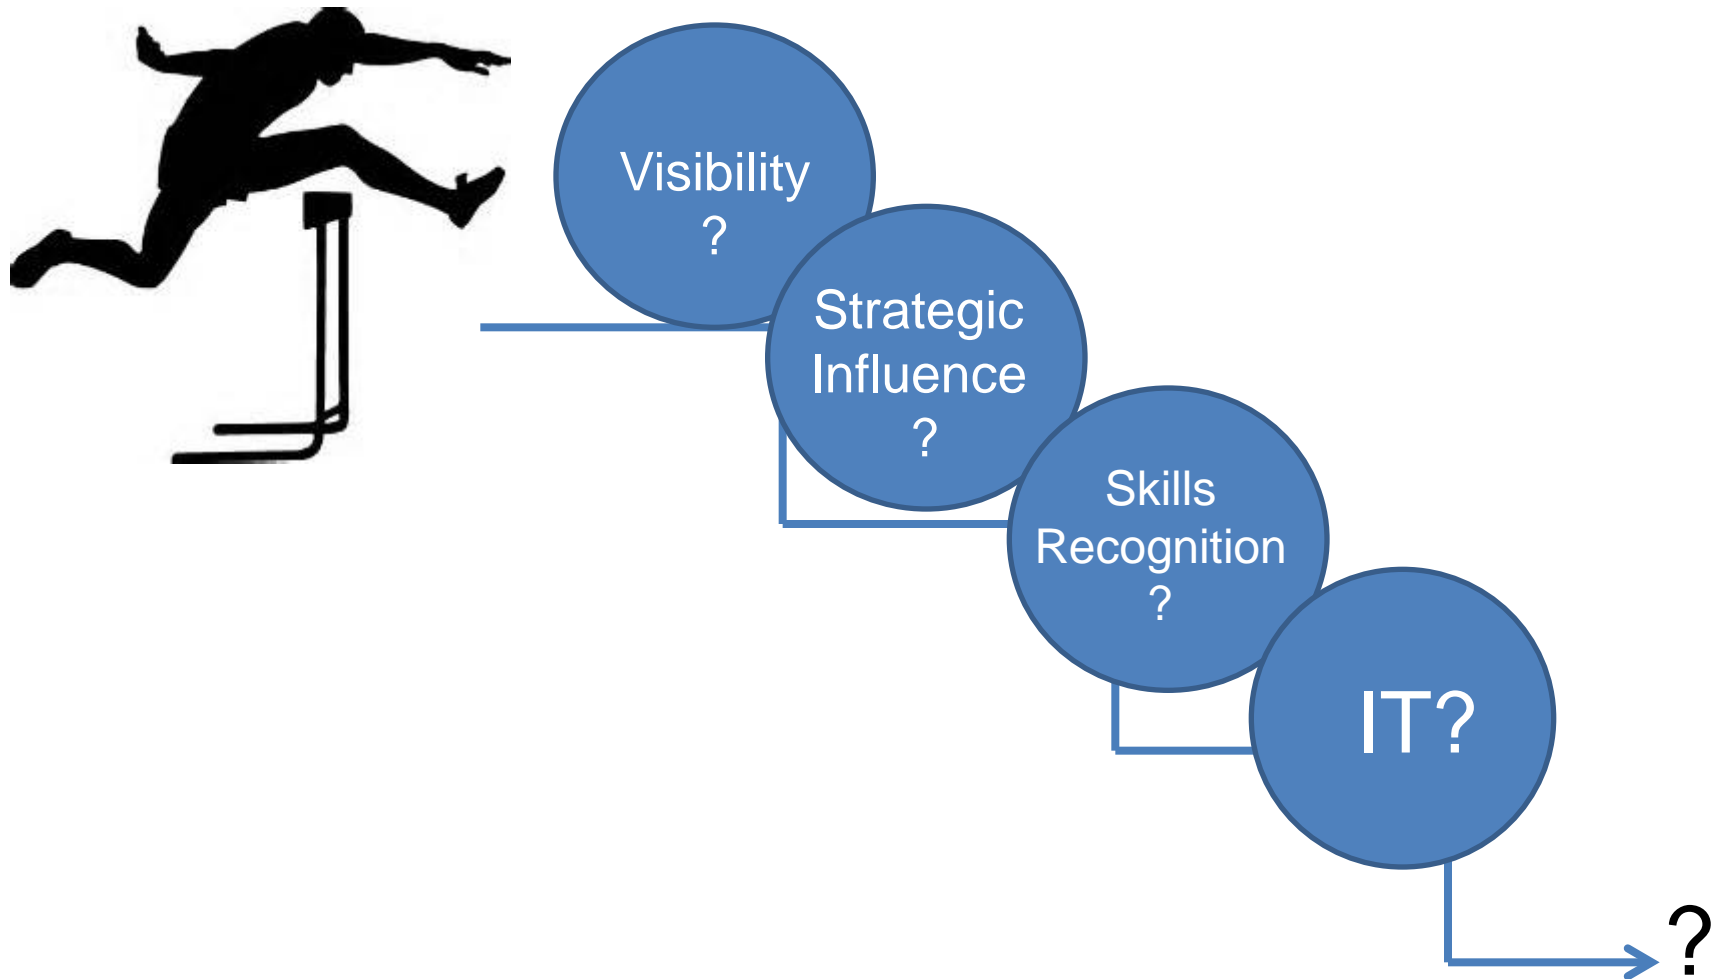 Visibility
?
Strategic
Influence
?
Skills
Recognition
?
IT?
?